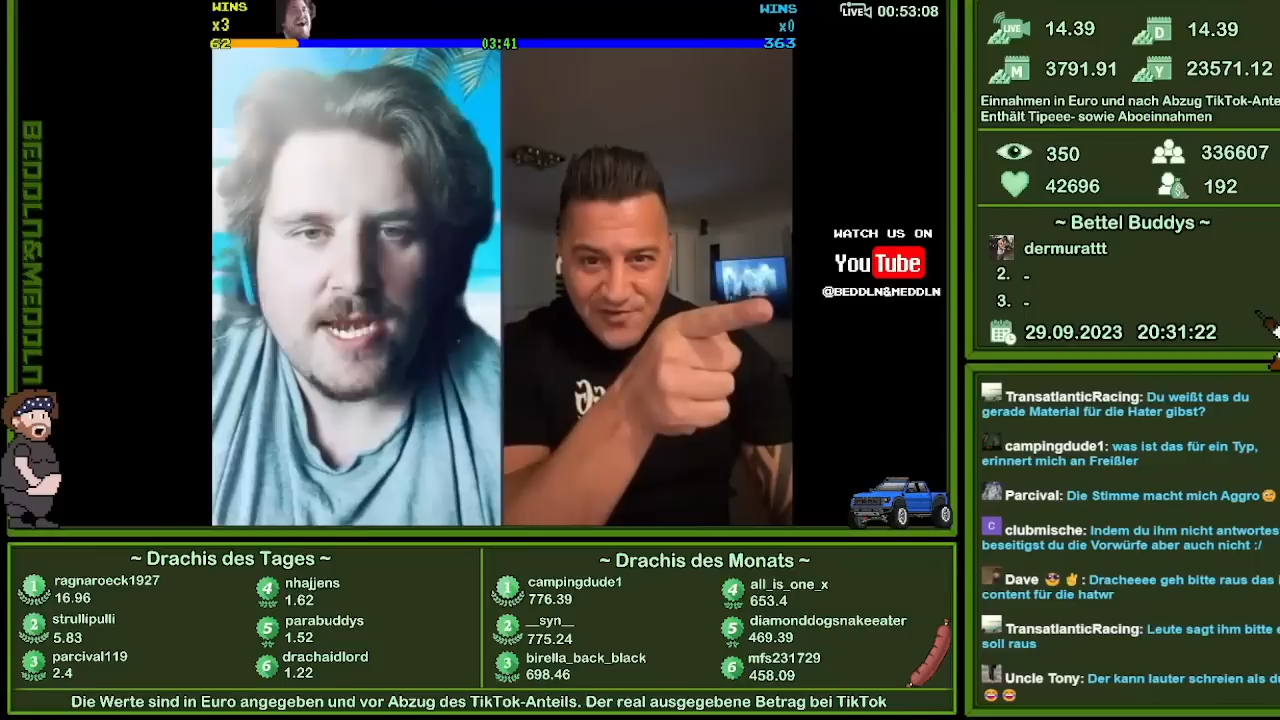 WINS
x3
WINS
x0
62
03:41
363
LIVE 00:53:08
BEDDLN&MEDDLN
WATCH US ON
YouTube
@BEDDLN&MEDDLN
LIVE 14.39
D 14.39
M 3791.91
Y 23571.12
Einnahmen in Euro und nach Abzug TikTok-Ante
Enthält Tipeee- sowie Aboeinnahmen
350
336607
42696
192
~ Bettel Buddys ~
dermurattt
2. -
3. -
29.09.2023 20:31:22
TransatlanticRacing: Du weißt das du
gerade Material für die Hater gibst?
campingdude1: was ist das für ein Typ,
erinnert mich an Freißler
Parcival: Die Stimme macht mich Aggro
C clubmische: Indem du ihm nicht antwortes
beseitigst du die Vorwürfe aber auch nicht :/
Dave 😎✌: Dracheeee geh bitte raus das
content für die hatwr
TransatlanticRacing: Leute sagt ihm bitte e
soll raus
Uncle Tony: Der kann lauter schreien als du
😂😂
~ Drachis des Tages ~
1 ragnaroeck1927
16.96
2 strullipulli
5.83
3 parcival119
2.4
4 nhajjens
1.62
5 parabuddys
1.52
6 drachaidlord
1.22
~ Drachis des Monats ~
1 campingdude1
776.39
2 __syn__
775.24
3 birella_back_black
698.46
4 all_is_one_x
653.4
5 diamonddogsnakeeater
469.39
6 mfs231729
458.09
Die Werte sind in Euro angegeben und vor Abzug des TikTok-Anteils. Der real ausgegebene Betrag bei TikTok